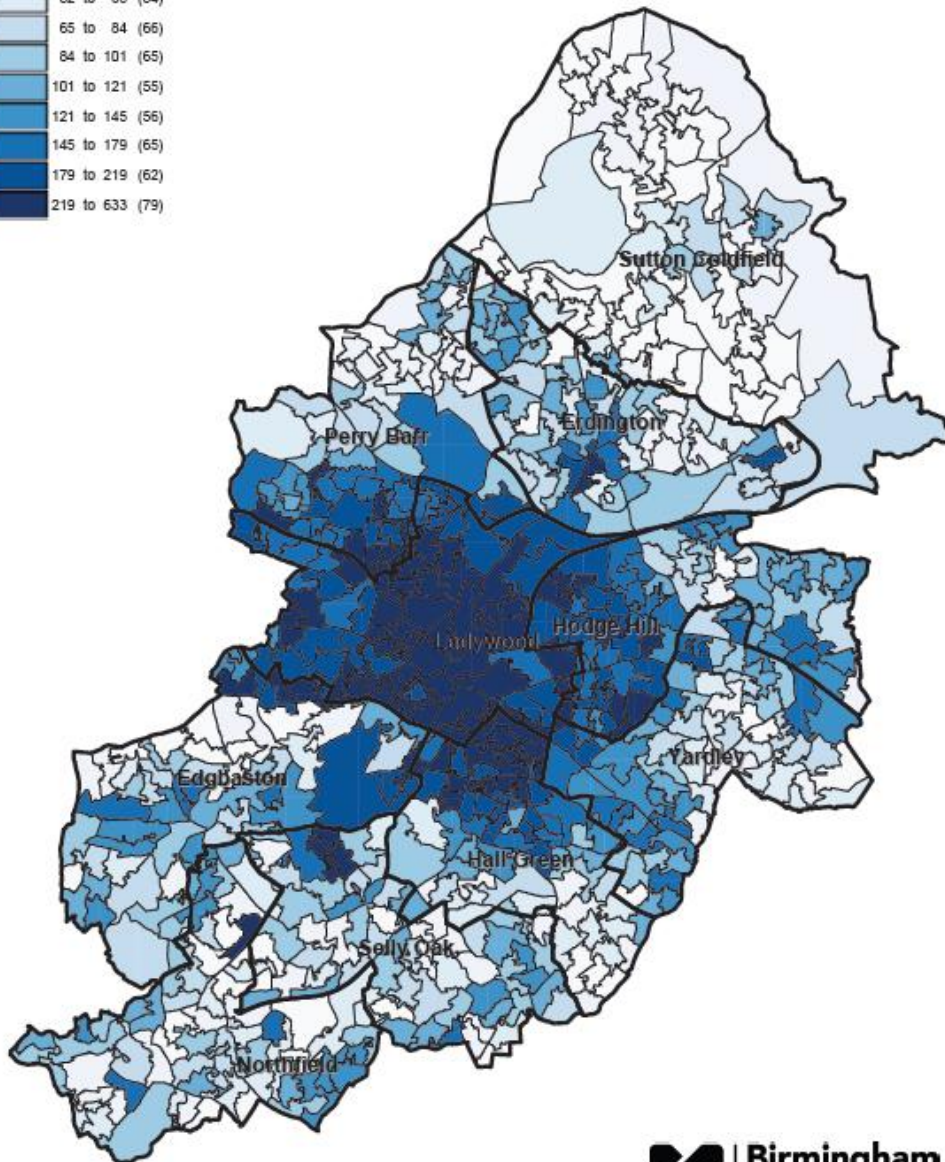 65 to 84 (66)
84 to 101 (65)
101 to 121 (55)
121 to 145 (56)
145 to 179 (65)
179 to 219 (62)
219 to 633 (79)
Sutton Coldfield
Erdington
Perry Barr
Ladywood
Hodge Hill
Yardley
Edgbaston
Hall Green
Selly Oak
Northfield
Birmingham